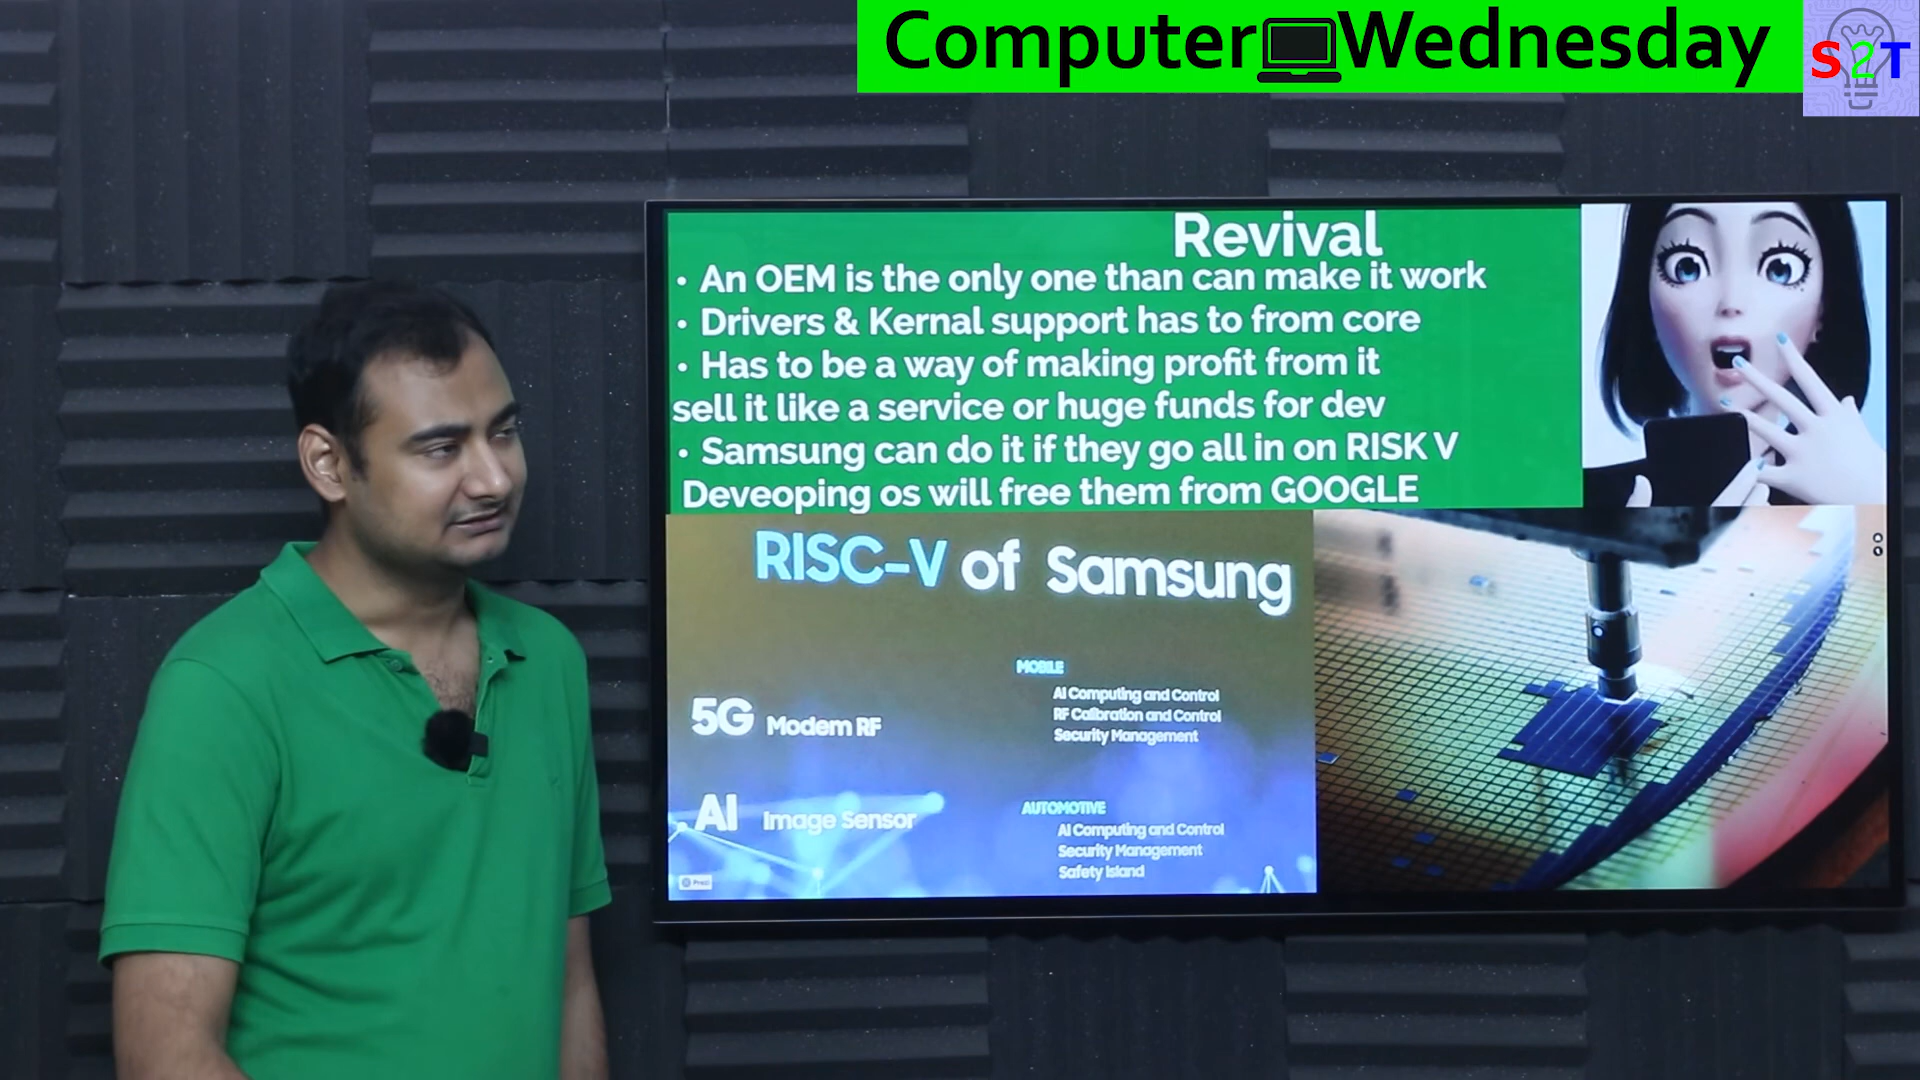 Computer Wednesday
S2T
Revival
• An OEM is the only one than can make it work
• Drivers & Kernal support has to from core
• Has to be a way of making profit from it
sell it like a service or huge funds for dev
• Samsung can do it if they go all in on RISK V
Deveoping os will free them from GOOGLE
RISC-V of Samsung
MOBILE
5G Modem RF
AI Computing and Control
RF Calibration and Control
Security Management
AI Image Sensor
AUTOMOTIVE
AI Computing and Control
Security Management
Safety Island
Prezi